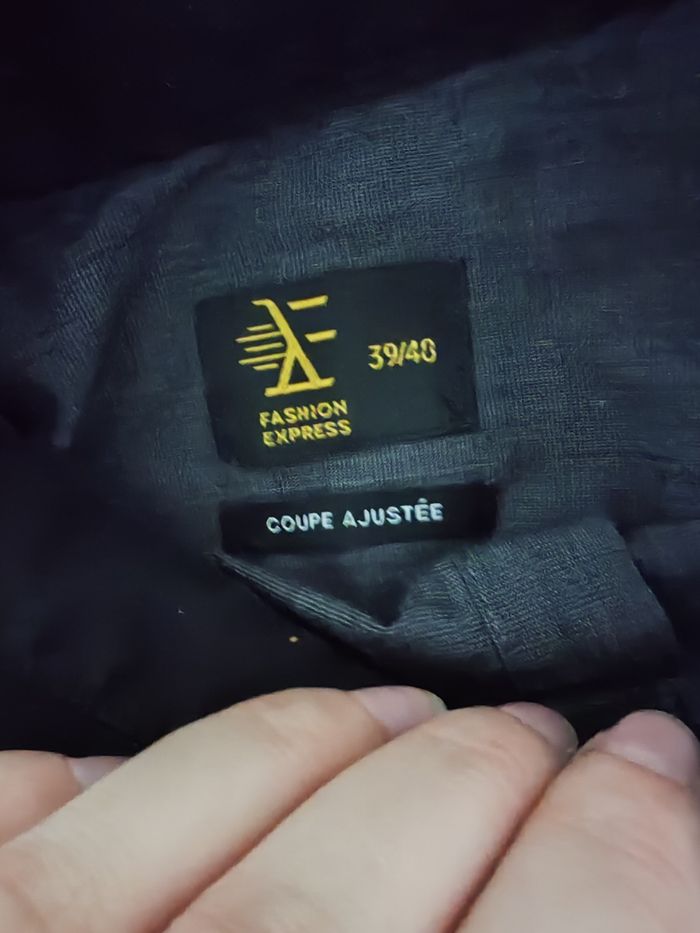 39/40
FASHION
EXPRESS
COUPE AJUSTÉE